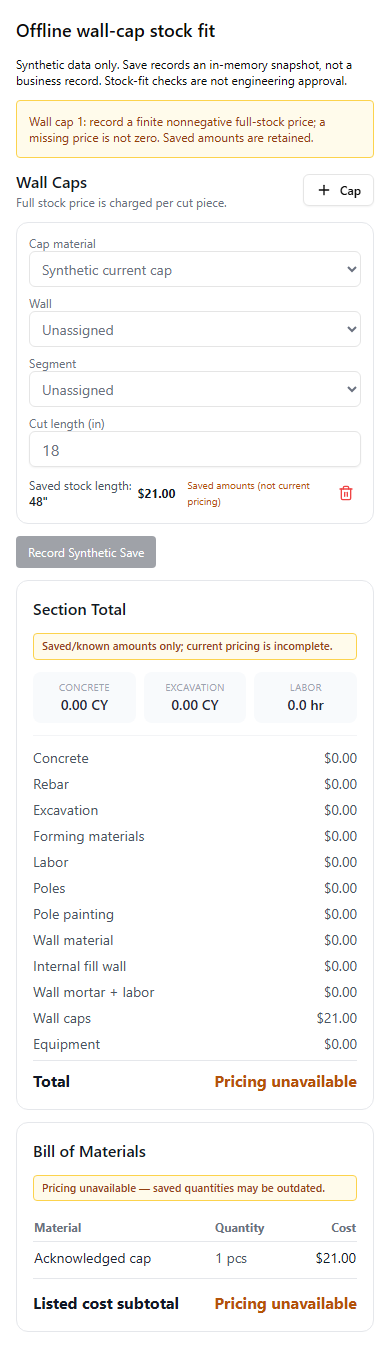 Offline wall-cap stock fit
Synthetic data only. Save records an in-memory snapshot, not a
business record. Stock-fit checks are not engineering approval.
Wall cap 1: record a finite nonnegative full-stock price; a
missing price is not zero. Saved amounts are retained.
Wall Caps
Full stock price is charged per cut piece.
+ Cap
Cap material
Synthetic current cap
Wall
Unassigned
Segment
Unassigned
Cut length (in)
18
Saved stock length:
48"
$21.00
Saved amounts (not current
pricing)
Record Synthetic Save
Section Total
Saved/known amounts only; current pricing is incomplete.
CONCRETE
0.00 CY
EXCAVATION
0.00 CY
LABOR
0.0 hr
Concrete $0.00
Rebar $0.00
Excavation $0.00
Forming materials $0.00
Labor $0.00
Poles $0.00
Pole painting $0.00
Wall material $0.00
Internal fill wall $0.00
Wall mortar + labor $0.00
Wall caps $21.00
Equipment $0.00
Total Pricing unavailable
Bill of Materials
Pricing unavailable — saved quantities may be outdated.
Material Quantity Cost
Acknowledged cap 1 pcs $21.00
Listed cost subtotal Pricing unavailable